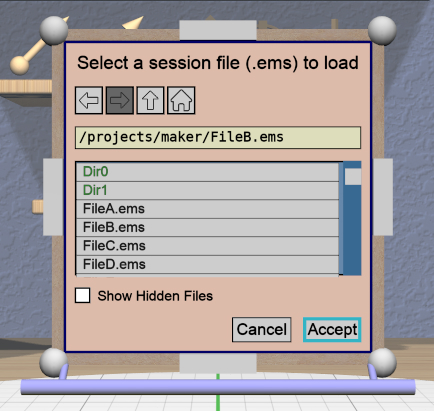 Select a session file (.ems) to load
/projects/maker/FileB.ems
Dir0
Dir1
FileA.ems
FileB.ems
FileC.ems
FileD.ems
Show Hidden Files
Cancel Accept